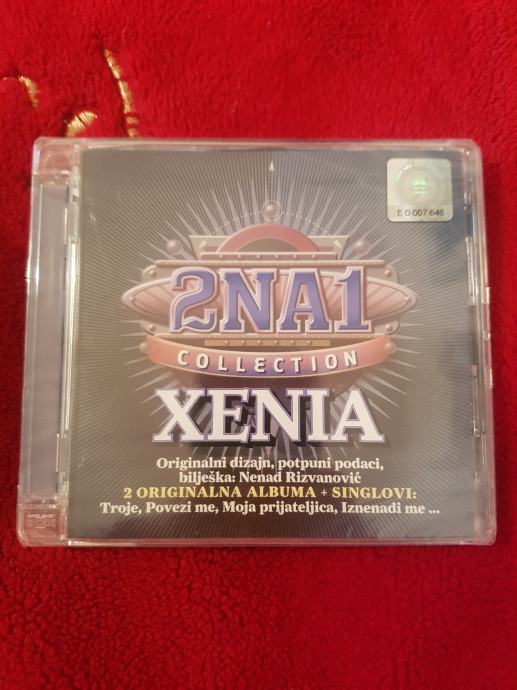 E 0 007 646
2NA1
COLLECTION
XENIA
Originalni dizajn, potpuni podaci,
bilješka: Nenad Rizvanović
2 ORIGINALNA ALBUMA + SINGLOVI:
Troje, Povezi me, Moja prijateljica, Iznenadi me ...